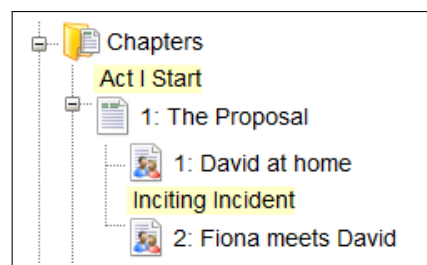 Chapters
Act I Start
1: The Proposal
1: David at home
Inciting Incident
2: Fiona meets David